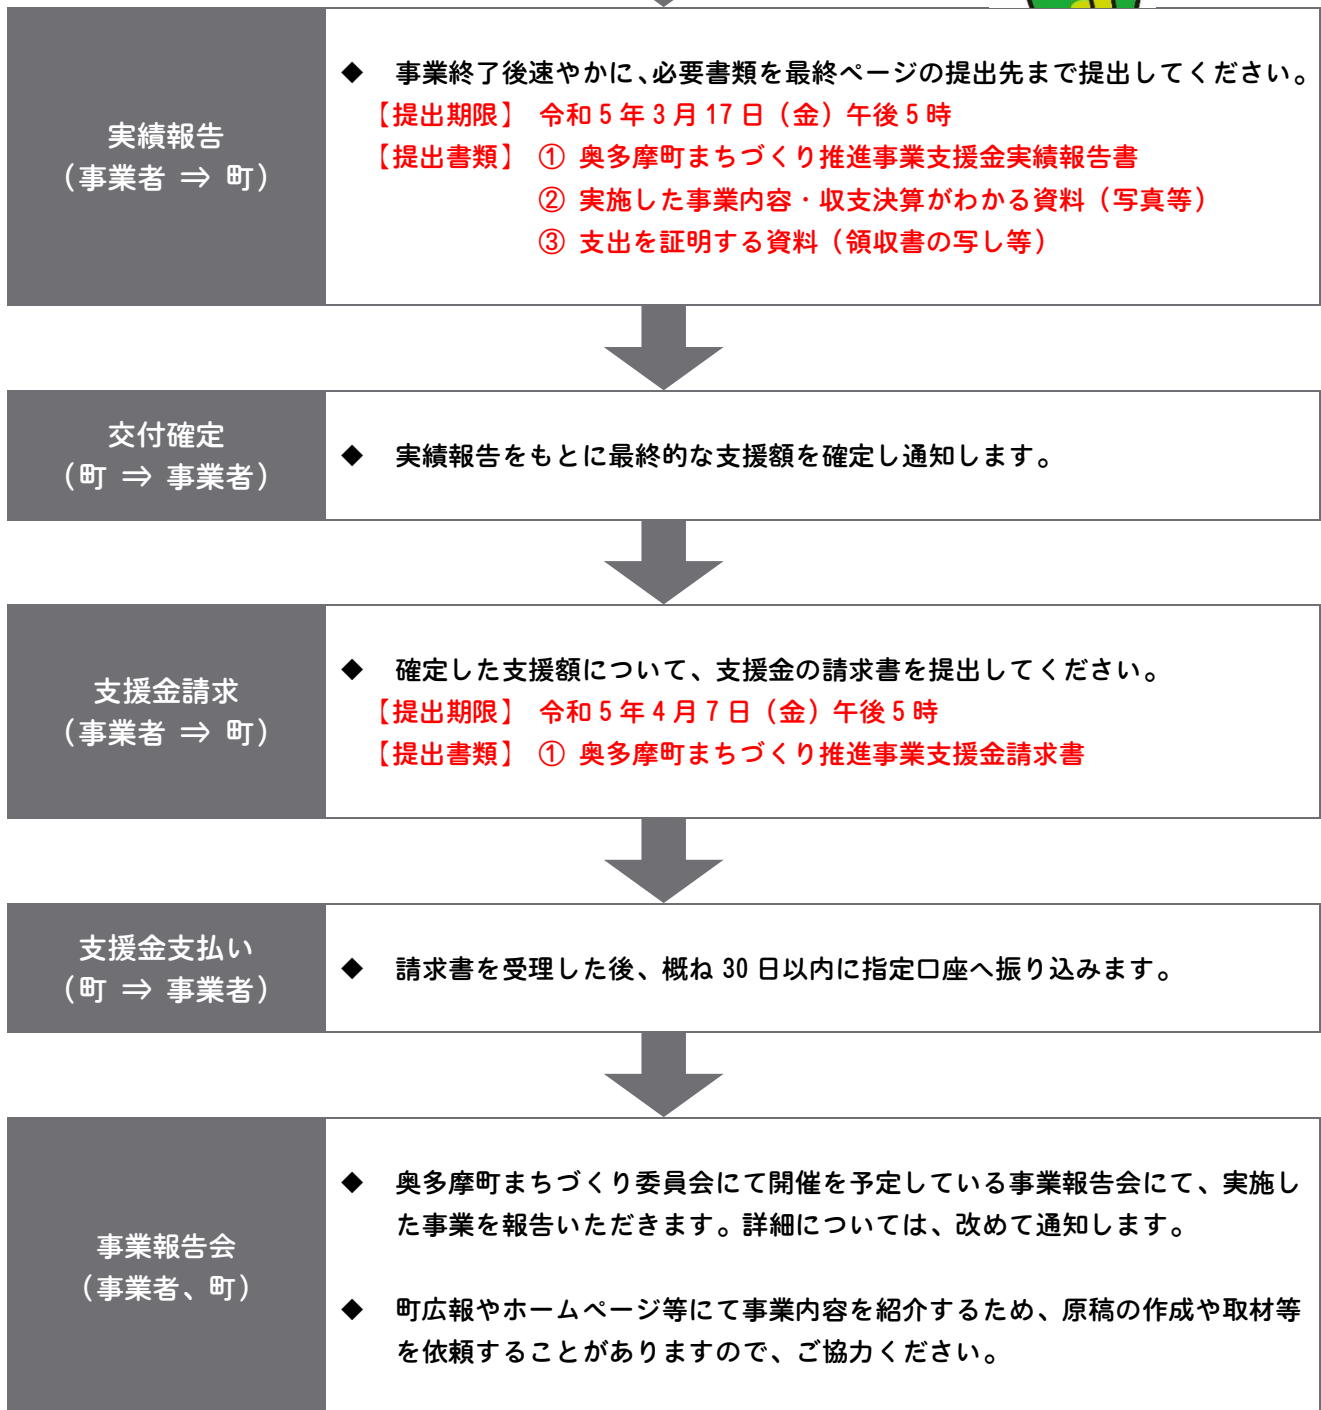 実績報告
（事業者 ⇒ 町）
◆ 事業終了後速やかに、必要書類を最終ページの提出先まで提出してください。
【提出期限】 令和５年３月17日（金）午後５時
【提出書類】 ① 奥多摩町まちづくり推進事業支援金実績報告書
② 実施した事業内容・収支決算がわかる資料（写真等）
③ 支出を証明する資料（領収書の写し等）
交付確定
（町 ⇒ 事業者）
◆ 実績報告をもとに最終的な支援額を確定し通知します。
支援金請求
（事業者 ⇒ 町）
◆ 確定した支援額について、支援金の請求書を提出してください。
【提出期限】 令和５年４月７日（金）午後５時
【提出書類】 ① 奥多摩町まちづくり推進事業支援金請求書
支援金支払い
（町 ⇒ 事業者）
◆ 請求書を受理した後、概ね30日以内に指定口座へ振り込みます。
事業報告会
（事業者、町）
◆ 奥多摩町まちづくり委員会にて開催を予定している事業報告会にて、実施し
た事業を報告いただきます。詳細については、改めて通知します。
◆ 町広報やホームページ等にて事業内容を紹介するため、原稿の作成や取材等
を依頼することがありますので、ご協力ください。